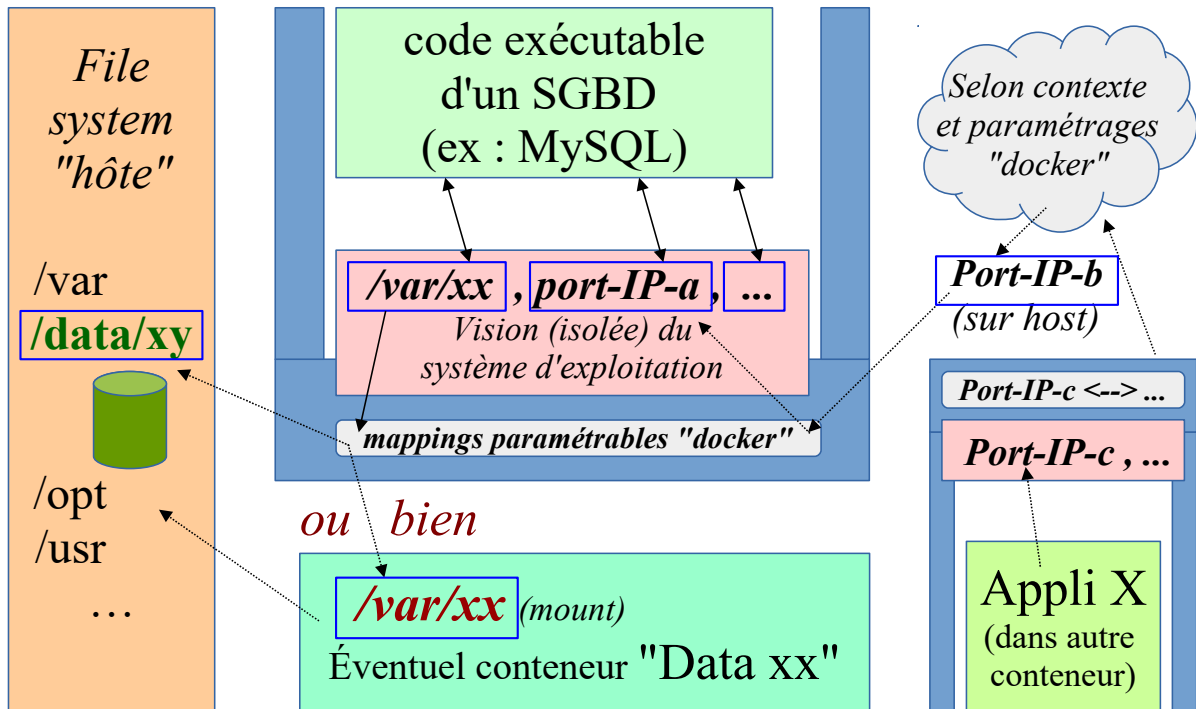 File
system
"hôte"
/var
/data/xy
/opt
/usr
…
code exécutable
d'un SGBD
(ex : MySQL)
/var/xx , port-IP-a , ...
Vision (isolée) du
système d'exploitation
mappings paramétrables "docker"
ou bien
/var/xx (mount)
Éventuel conteneur "Data xx"
Selon contexte
et paramétrages
"docker"
Port-IP-b
(sur host)
Port-IP-c <--> ...
Port-IP-c , ...
Appli X
(dans autre
conteneur)